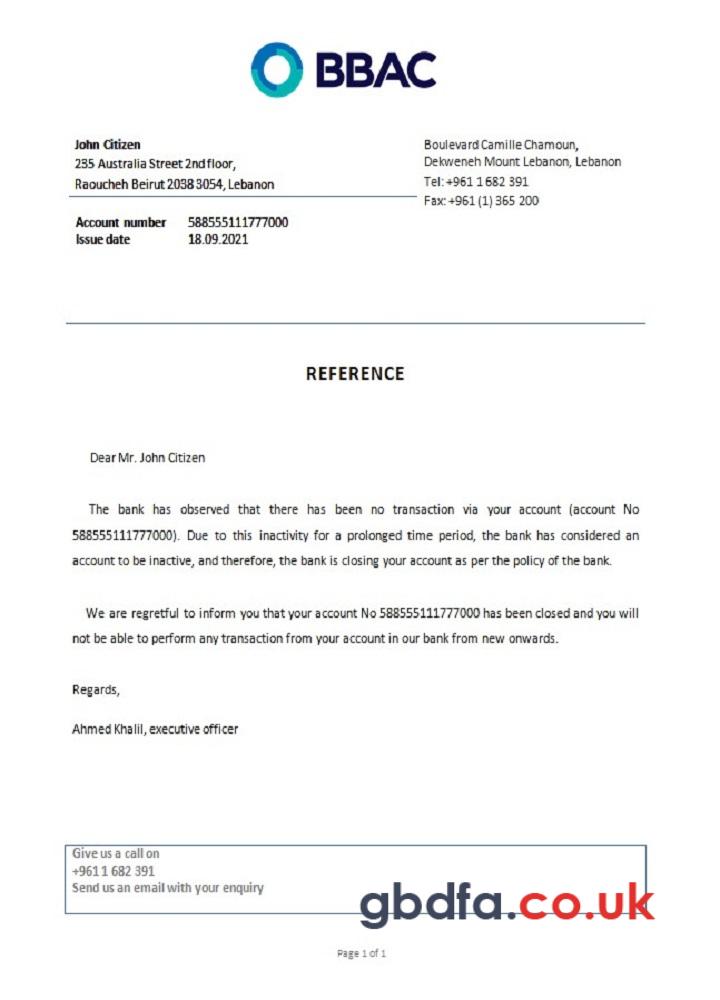 BBAC
John Citizen
235 Australia Street 2nd floor,
Raoucheh Beirut 2038 3054, Lebanon
Boulevard Camille Chamoun,
Dekweneh Mount Lebanon, Lebanon
Tel: +961 1 682 391
Fax: +961 (1) 365 200
Account number 588555111777000
Issue date 18.09.2021
REFERENCE
Dear Mr. John Citizen
The bank has observed that there has been no transaction via your account (account No
588555111777000). Due to this inactivity for a prolonged time period, the bank has considered an
account to be inactive, and therefore, the bank is closing your account as per the policy of the bank.
We are regretful to inform you that your account No 588555111777000 has been closed and you will
not be able to perform any transaction from your account in our bank from new onwards.
Regards,
Ahmed Khalil, executive officer
Give us a call on
+961 1 682 391
Send us an email with your enquiry
gbdfa.co.uk
Page 1 of 1